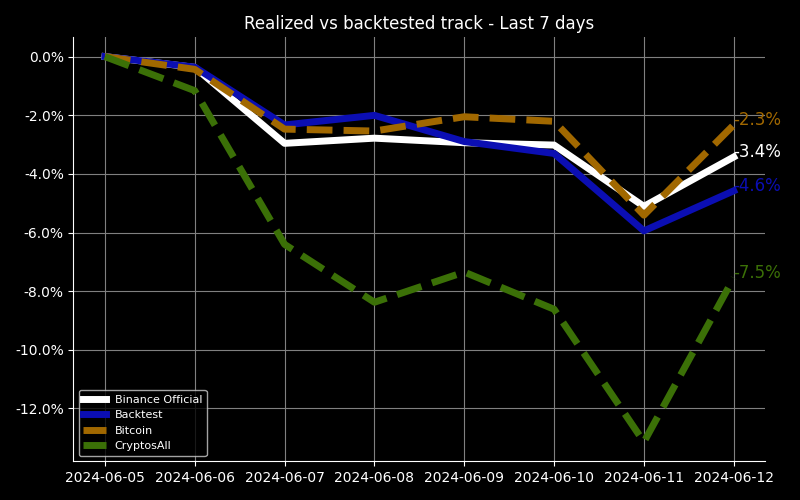 Realized vs backtested track - Last 7 days
0.0%
-2.0%
-4.0%
-6.0%
-8.0%
-10.0%
-12.0%
-2.3%
-3.4%
-4.6%
-7.5%
Binance Official
Backtest
Bitcoin
CryptosAll
2024-06-05 2024-06-06 2024-06-07 2024-06-08 2024-06-09 2024-06-10 2024-06-11 2024-06-12